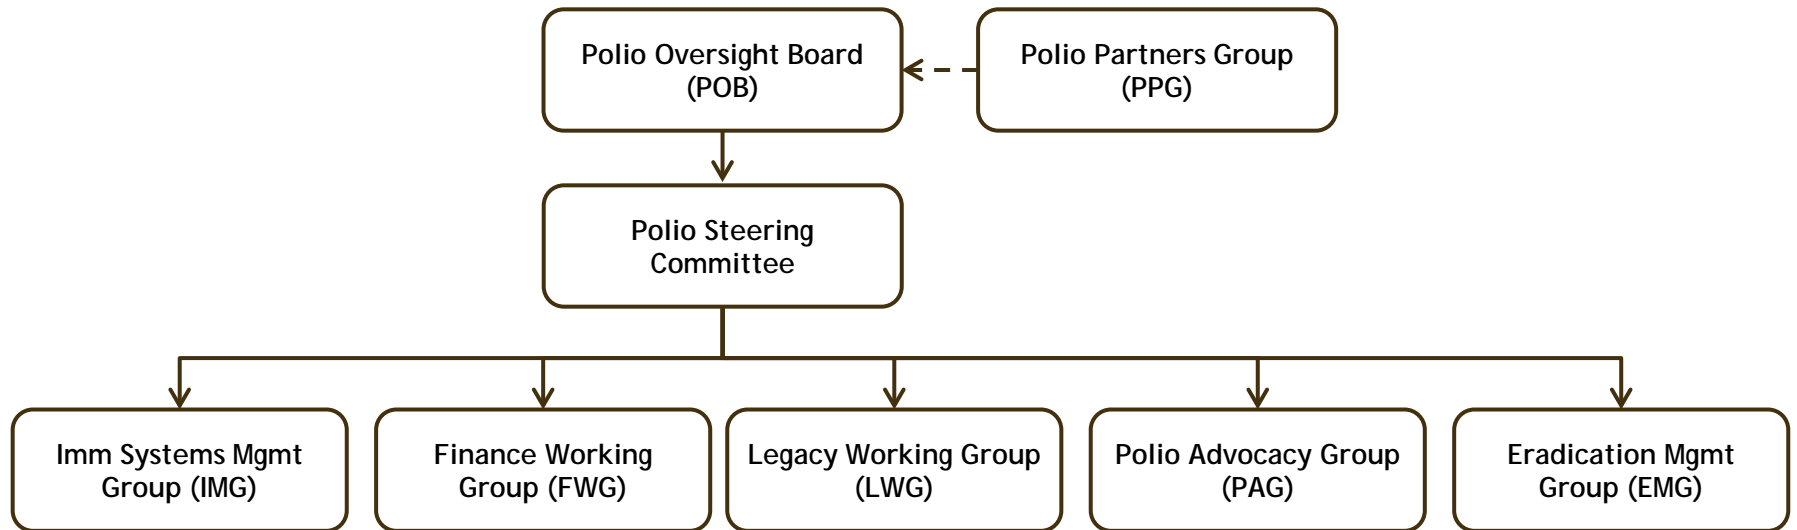 Polio Oversight Board
(POB)
Polio Partners Group
(PPG)
Polio Steering
Committee
Imm Systems Mgmt
Group (IMG)
Finance Working
Group (FWG)
Legacy Working Group
(LWG)
Polio Advocacy Group
(PAG)
Eradication Mgmt
Group (EMG)